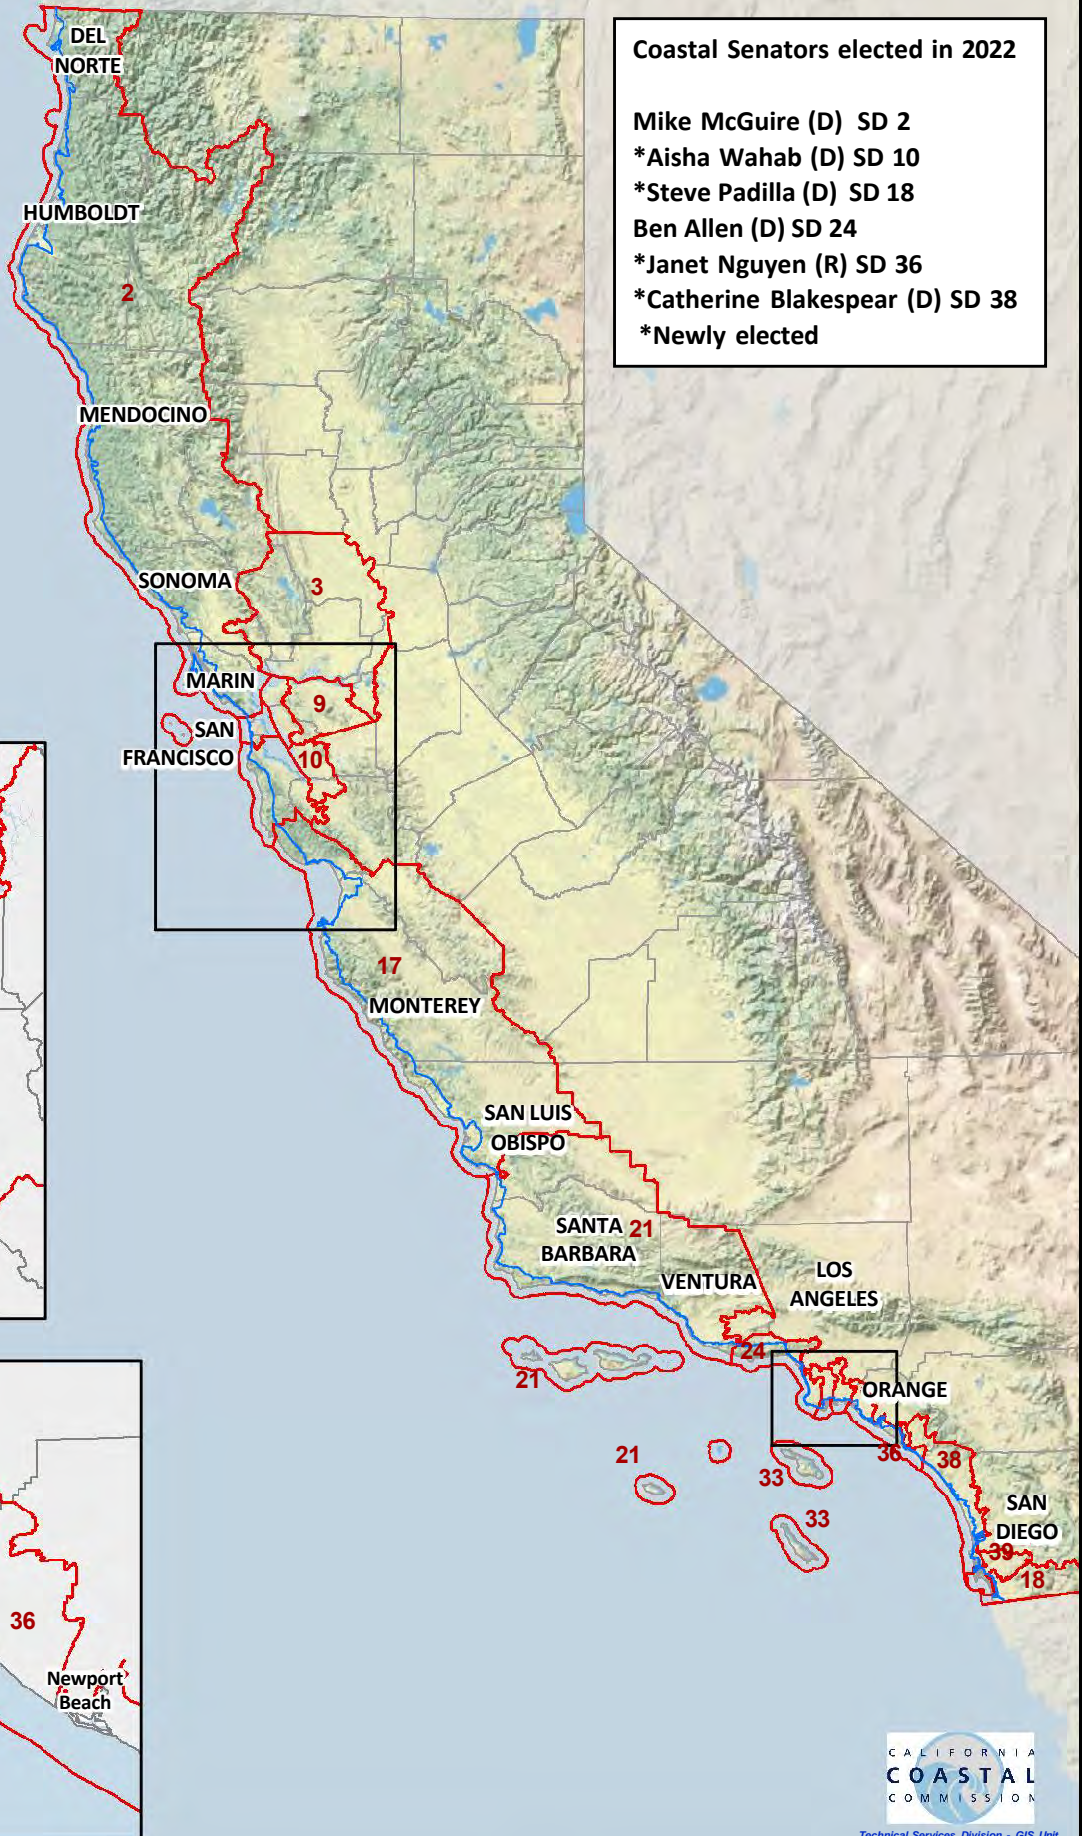 Coastal Senators elected in 2022
Mike McGuire (D) SD 2
*Aisha Wahab (D) SD 10
*Steve Padilla (D) SD 18
Ben Allen (D) SD 24
*Janet Nguyen (R) SD 36
*Catherine Blakespear (D) SD 38
*Newly elected
DEL
NORTE
HUMBOLDT
2
MENDOCINO
SONOMA
3
MARIN
9
SAN
FRANCISCO
10
17
MONTEREY
SAN LUIS
OBISPO
SANTA
BARBARA
21
VENTURA
LOS
ANGELES
24
21
ORANGE
36
38
21
33
33
SAN
DIEGO
39
18
36
Newport
Beach
CALIFORNIA
COASTAL
COMMISSION
Technical Services Division - GIS Unit